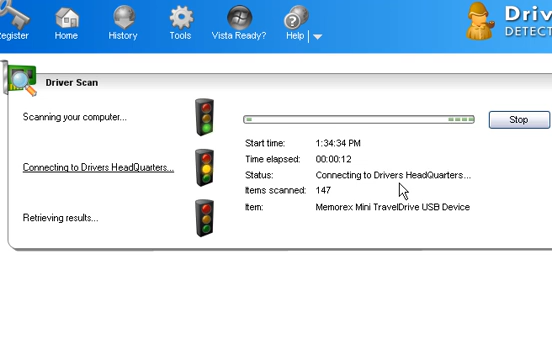 Register Home History Tools Vista Ready? Help
Driv
DETECT
Driver Scan
Scanning your computer...
Stop
Start time: 1:34:34 PM
Time elapsed: 00:00:12
Connecting to Drivers HeadQuarters...
Status: Connecting to Drivers HeadQuarters...
Items scanned: 147
Item: Memorex Mini TravelDrive USB Device
Retrieving results...